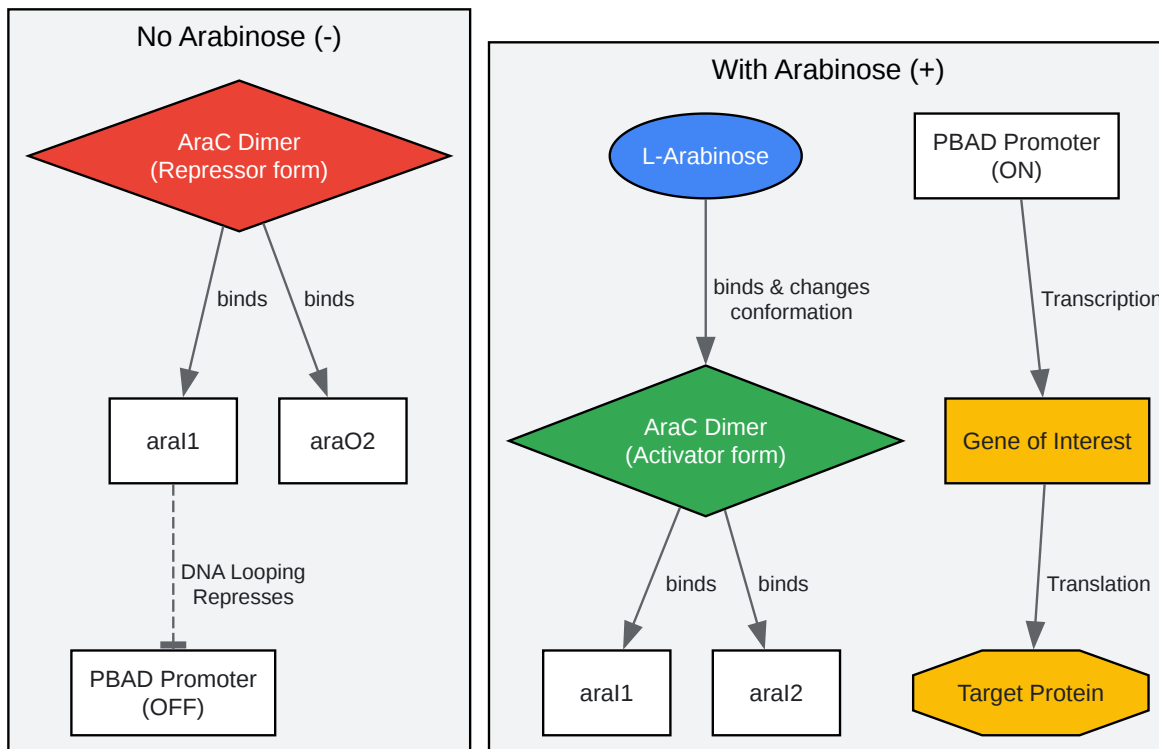 No Arabinose (-)
AraC Dimer
(Repressor form)
binds
binds
araI1
araO2
DNA Looping
Represses
PBAD Promoter
(OFF)
With Arabinose (+)
L-Arabinose
binds & changes
conformation
AraC Dimer
(Activator form)
binds
binds
araI1
araI2
PBAD Promoter
(ON)
Transcription
Gene of Interest
Translation
Target Protein